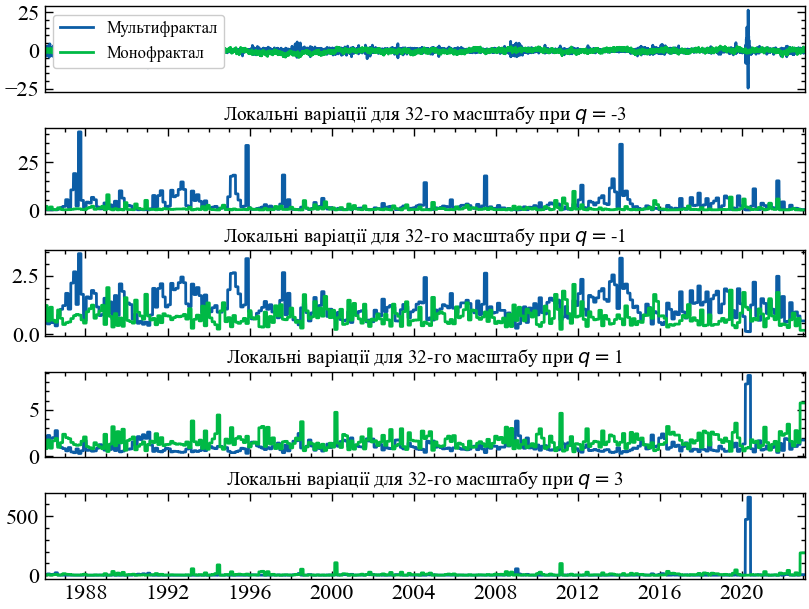 25
0
−25
Мультифрактал
Монофрактал
Локальні варіації для 32-го масштабу при q = -3
25
0
Локальні варіації для 32-го масштабу при q = -1
2.5
0.0
Локальні варіації для 32-го масштабу при q = 1
5
0
Локальні варіації для 32-го масштабу при q = 3
500
0
1988 1992 1996 2000 2004 2008 2012 2016 2020